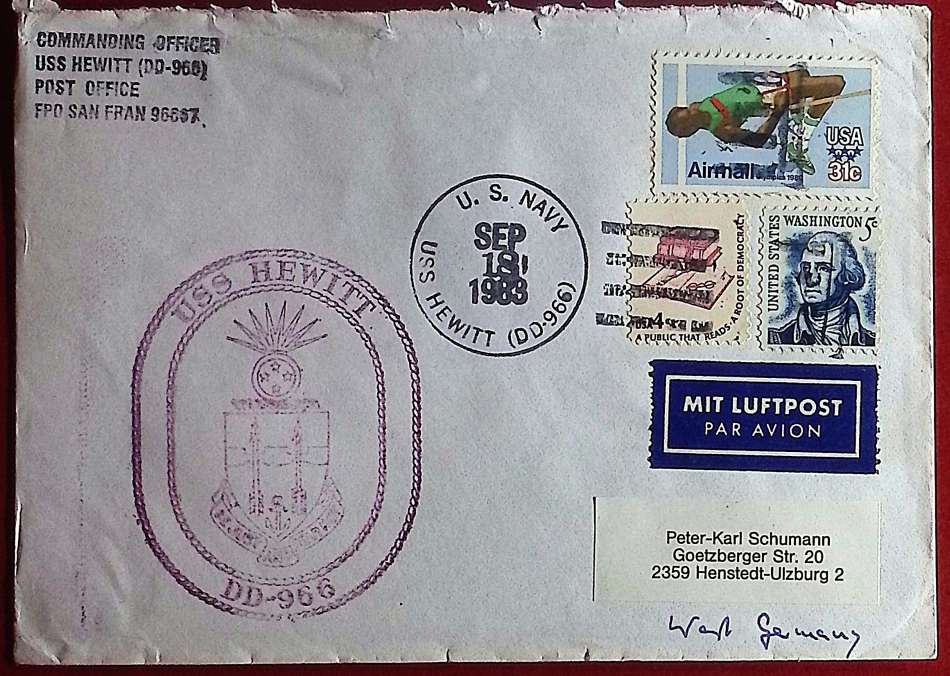 COMMANDING OFFICER
USS HEWITT (DD-966)
POST OFFICE
FPO SAN FRAN 96667.
USA
31c
Airmail
U. S. NAVY
SEP
18
1983
USS HEWITT (DD-966)
USA 4c
A PUBLIC THAT READS · A ROOT OF DEMOCRACY
UNITED STATES WASHINGTON 5c
MIT LUFTPOST
PAR AVION
USS HEWITT
DD-966
Peter-Karl Schumann
Goetzberger Str. 20
2359 Henstedt-Ulzburg 2
West Germany